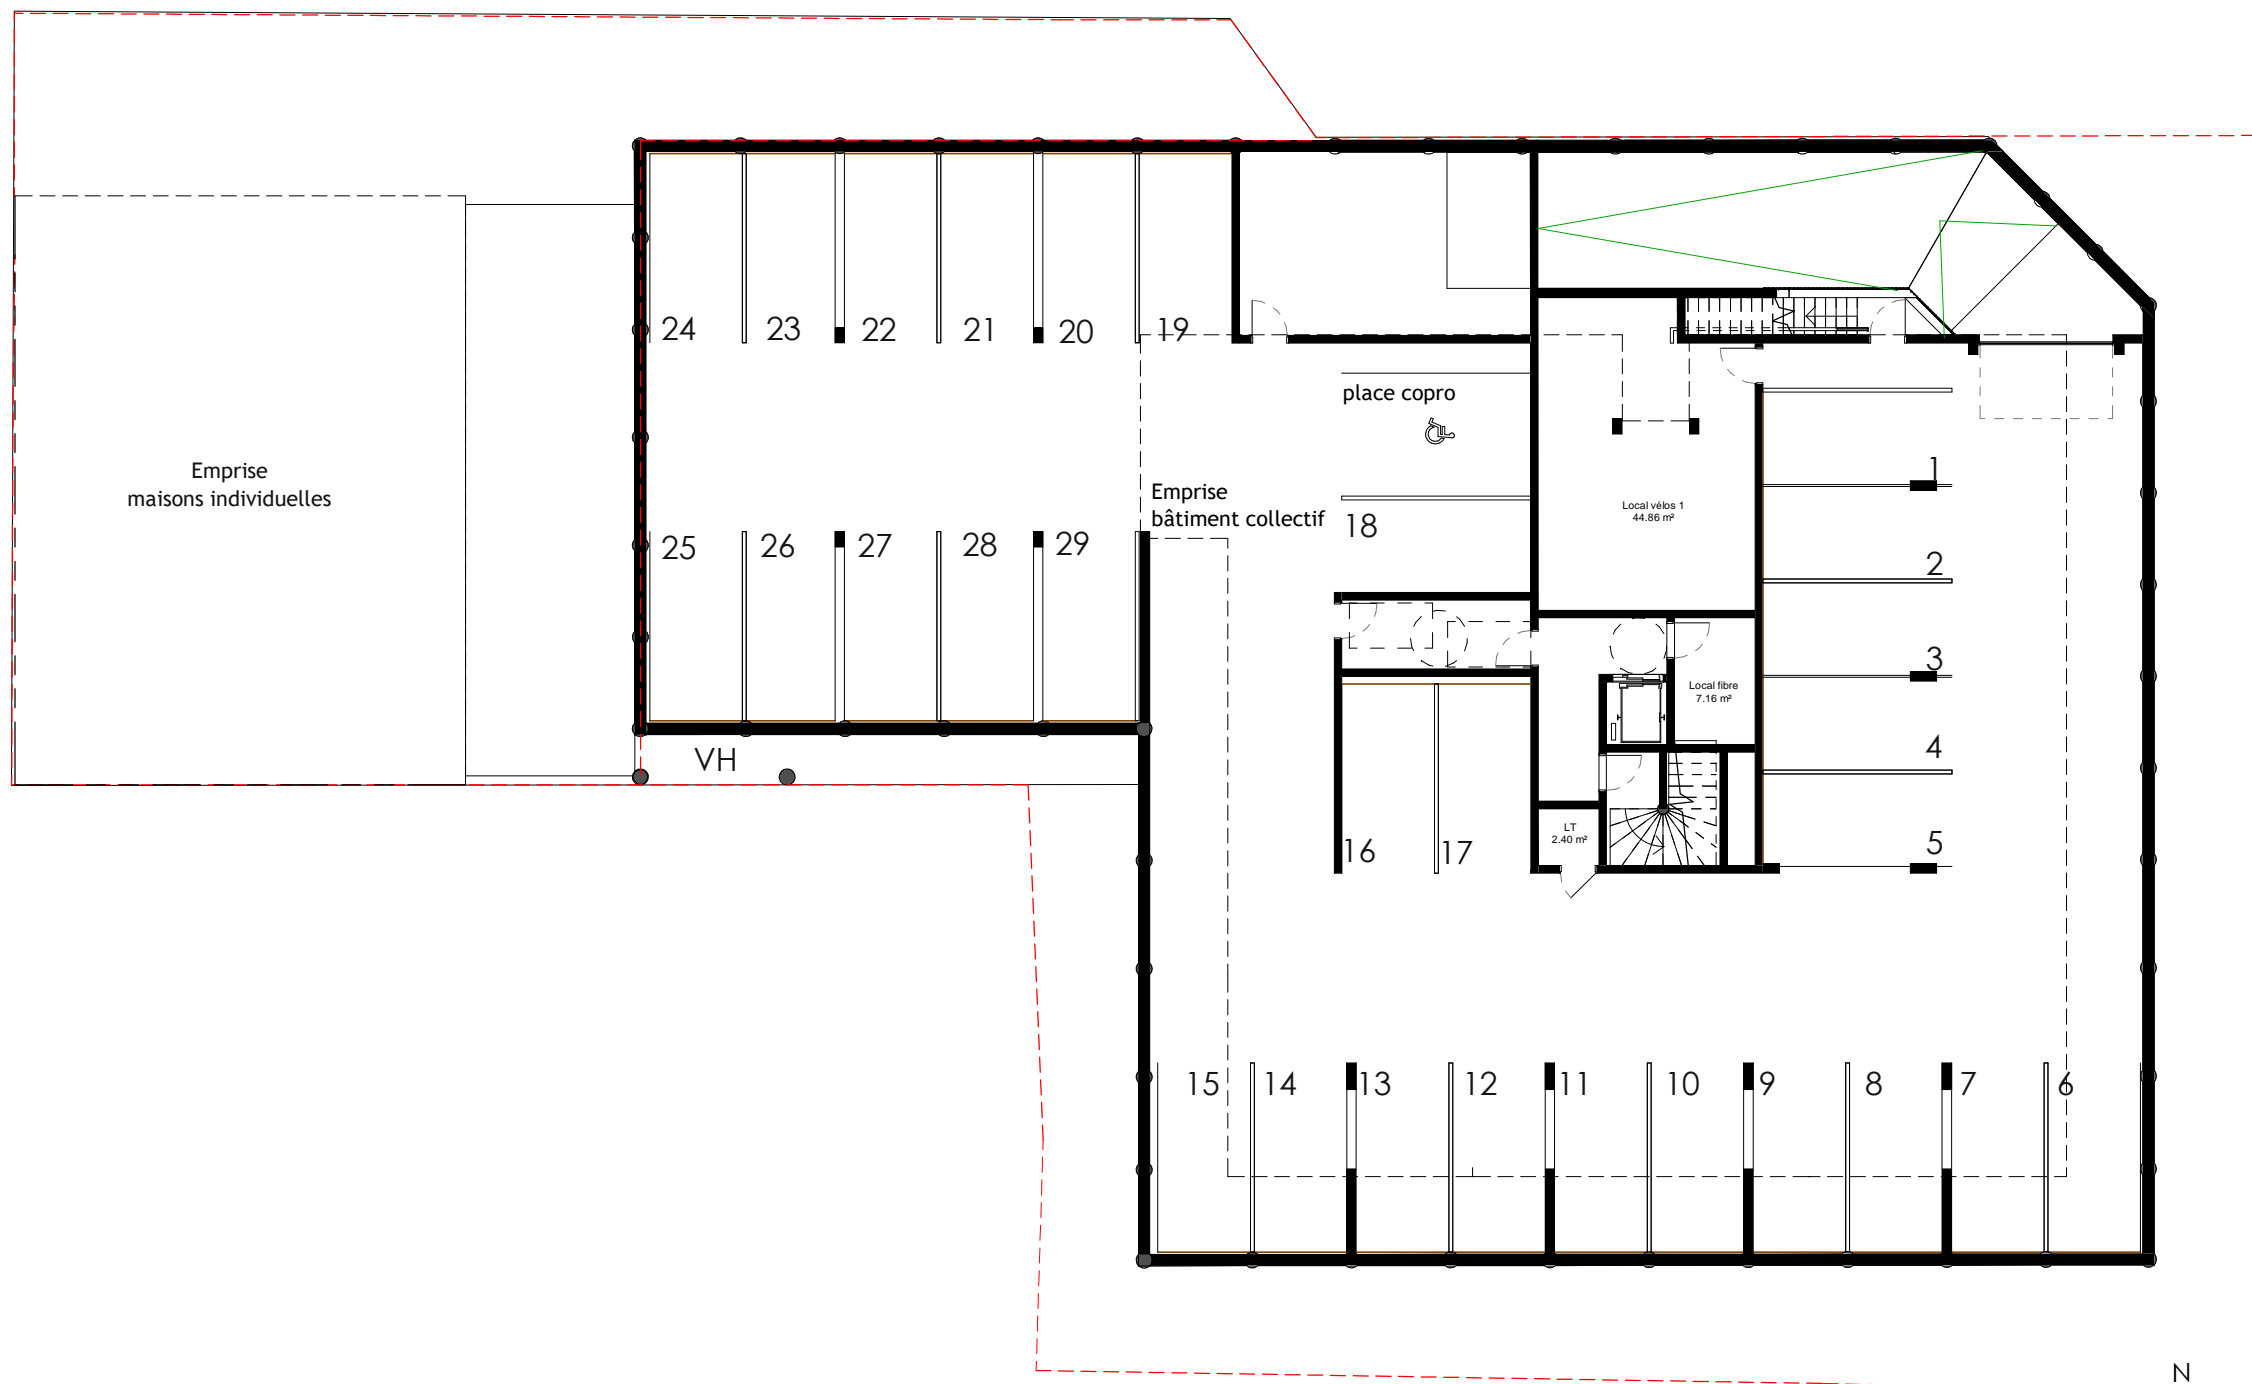 24
23
22
21
20
19
place copro
Emprise
maisons individuelles
1
Emprise
bâtiment collectif
Local vélos 1
44.86 m²
18
25
26
27
28
29
2
3
Local fibre
7.16 m²
4
VH
LT
2.40 m²
16
17
5
15
14
13
12
11
10
9
8
7
6
N